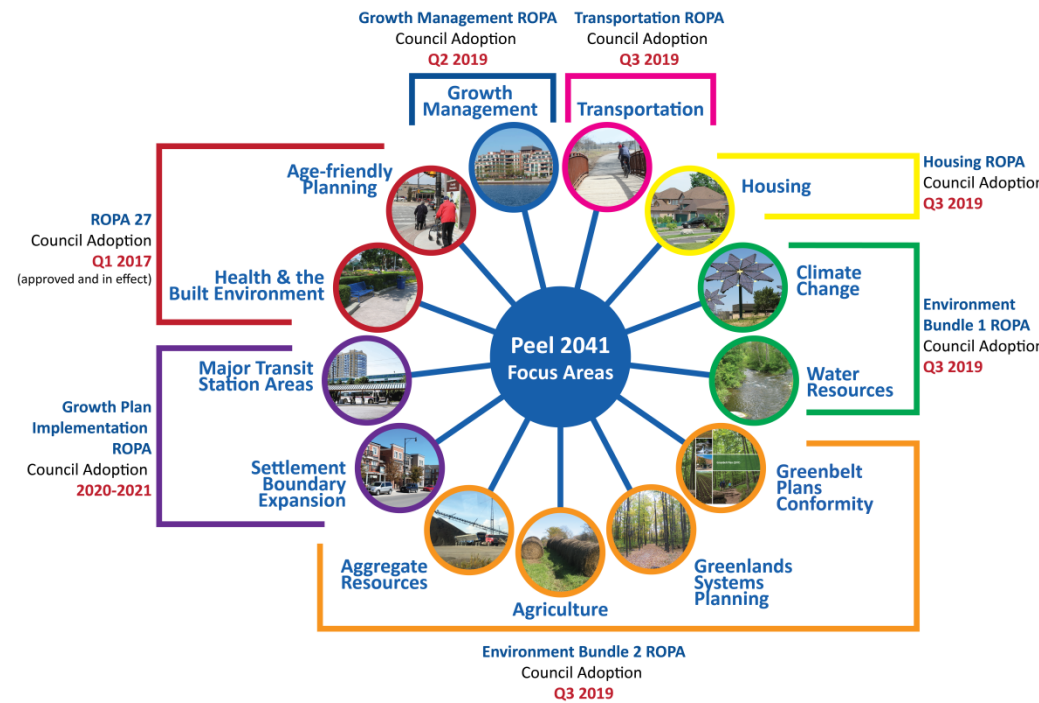 Growth Management ROPA
Council Adoption
Q2 2019
Transportation ROPA
Council Adoption
Q3 2019
Growth
Management
Transportation
Age-friendly
Planning
Housing
Housing ROPA
Council Adoption
Q3 2019
ROPA 27
Council Adoption
Q1 2017
(approved and in effect)
Health & the
Built Environment
Climate
Change
Environment
Bundle 1 ROPA
Council Adoption
Q3 2019
Peel 2041
Focus Areas
Major Transit
Station Areas
Water
Resources
Growth Plan
Implementation
ROPA
Council Adoption
2020-2021
Settlement
Boundary
Expansion
Greenbelt
Plans
Conformity
Aggregate
Resources
Agriculture
Greenlands
Systems
Planning
Environment Bundle 2 ROPA
Council Adoption
Q3 2019